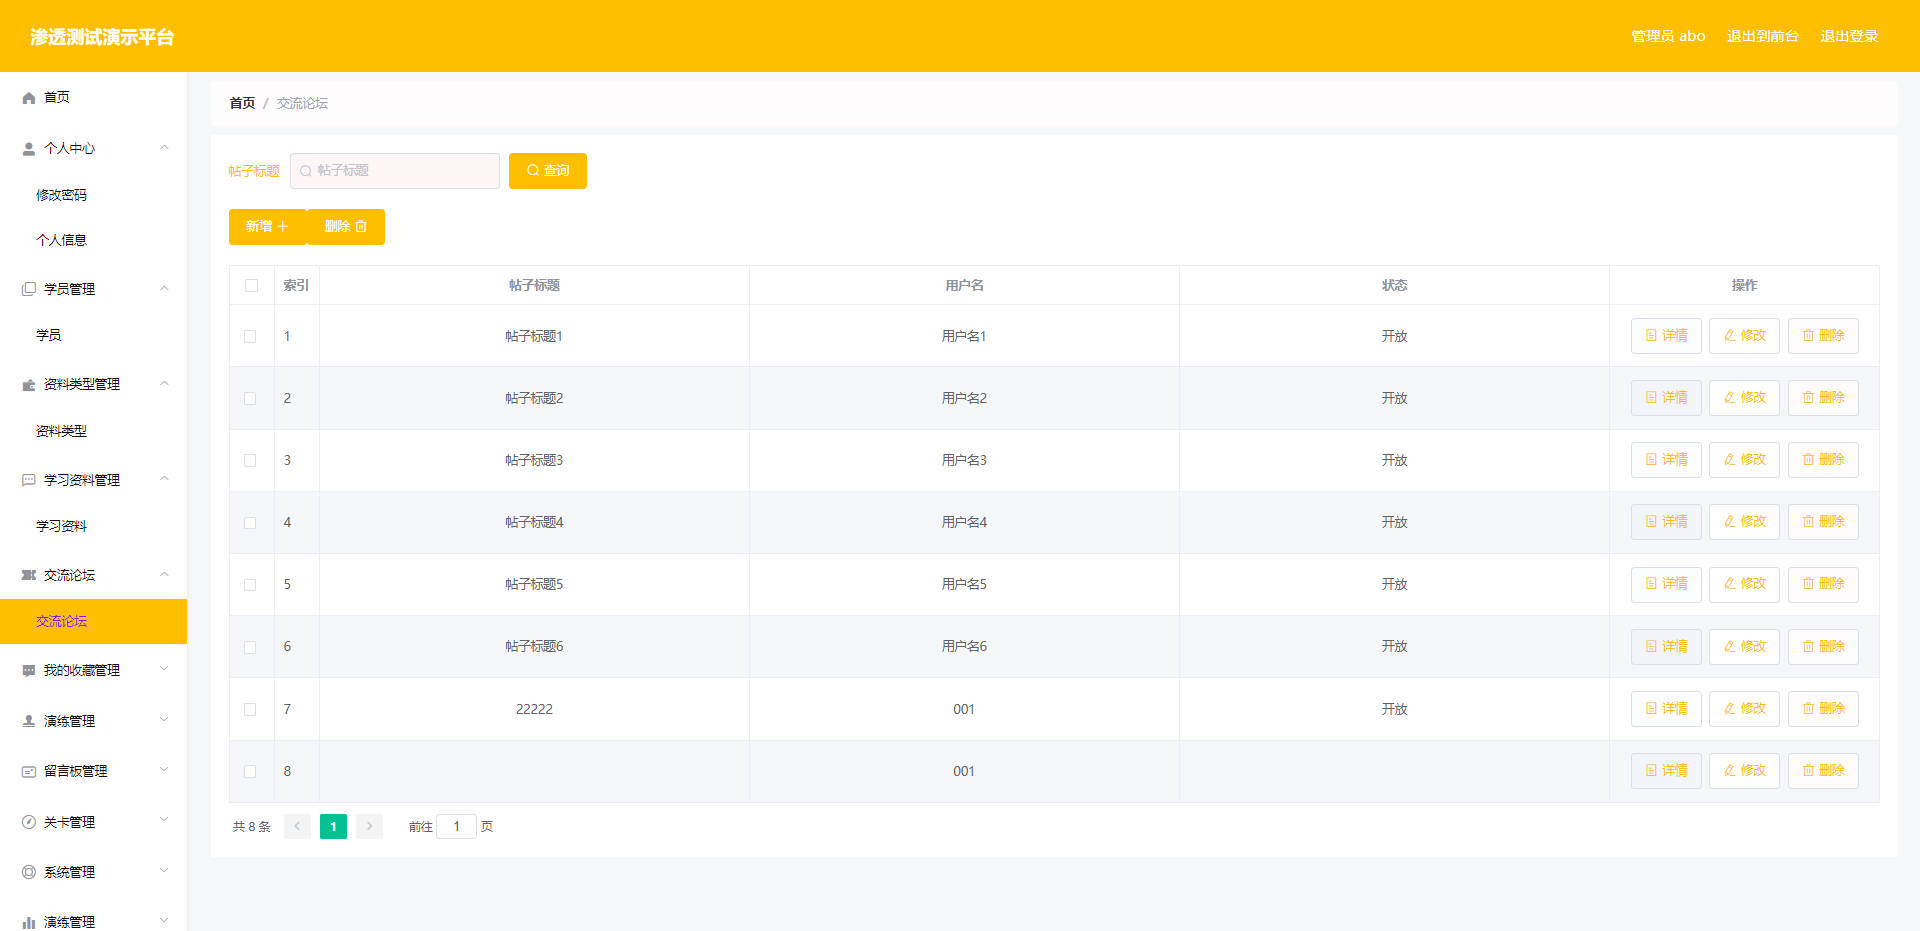 渗透测试演示平台
管理员 abo 退出到前台 退出登录
首页
个人中心
修改密码
个人信息
学员管理
学员
资料类型管理
资料类型
学习资料管理
学习资料
交流论坛
交流论坛
我的收藏管理
演练管理
留言板管理
关卡管理
系统管理
演练管理
首页 / 交流论坛
帖子标题 帖子标题 查询
新增 删除
索引 帖子标题 用户名 状态 操作
1 帖子标题1 用户名1 开放 详情 修改 删除
2 帖子标题2 用户名2 开放 详情 修改 删除
3 帖子标题3 用户名3 开放 详情 修改 删除
4 帖子标题4 用户名4 开放 详情 修改 删除
5 帖子标题5 用户名5 开放 详情 修改 删除
6 帖子标题6 用户名6 开放 详情 修改 删除
7 22222 001 开放 详情 修改 删除
8 001 详情 修改 删除
共 8 条 1 前往 1 页